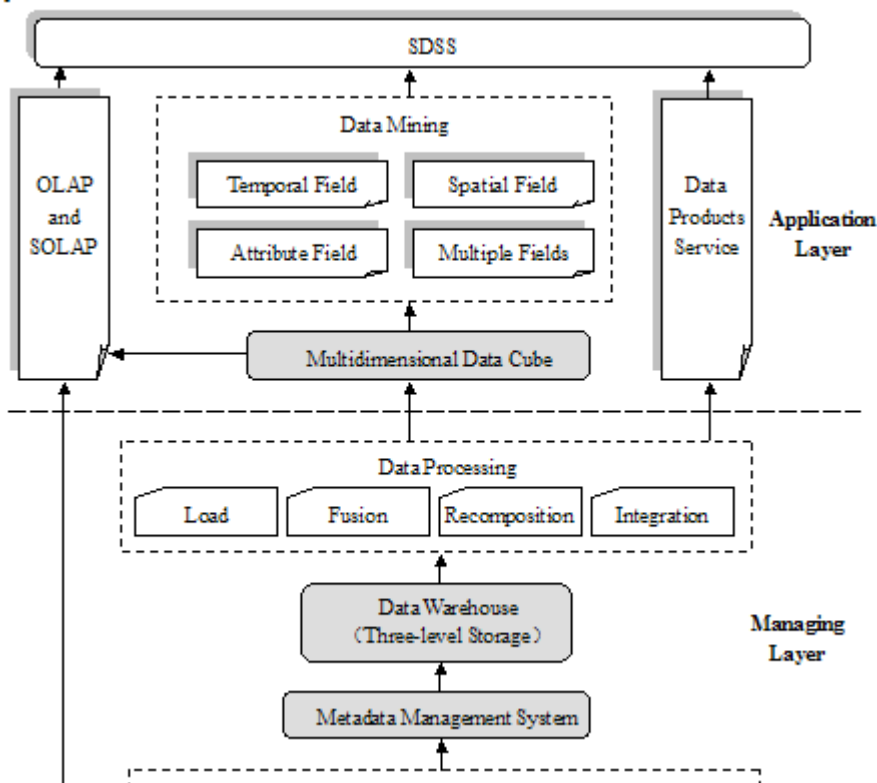 SDSS
Data Mining
OLAP
and
SOLAP
Temporal Field
Spatial Field
Attribute Field
Multiple Fields
Data
Products
Service
Application
Layer
Multidimensional Data Cube
Data Processing
Load
Fusion
Recomposition
Integration
Data Warehouse
（Three-level Storage）
Managing
Layer
Metadata Management System